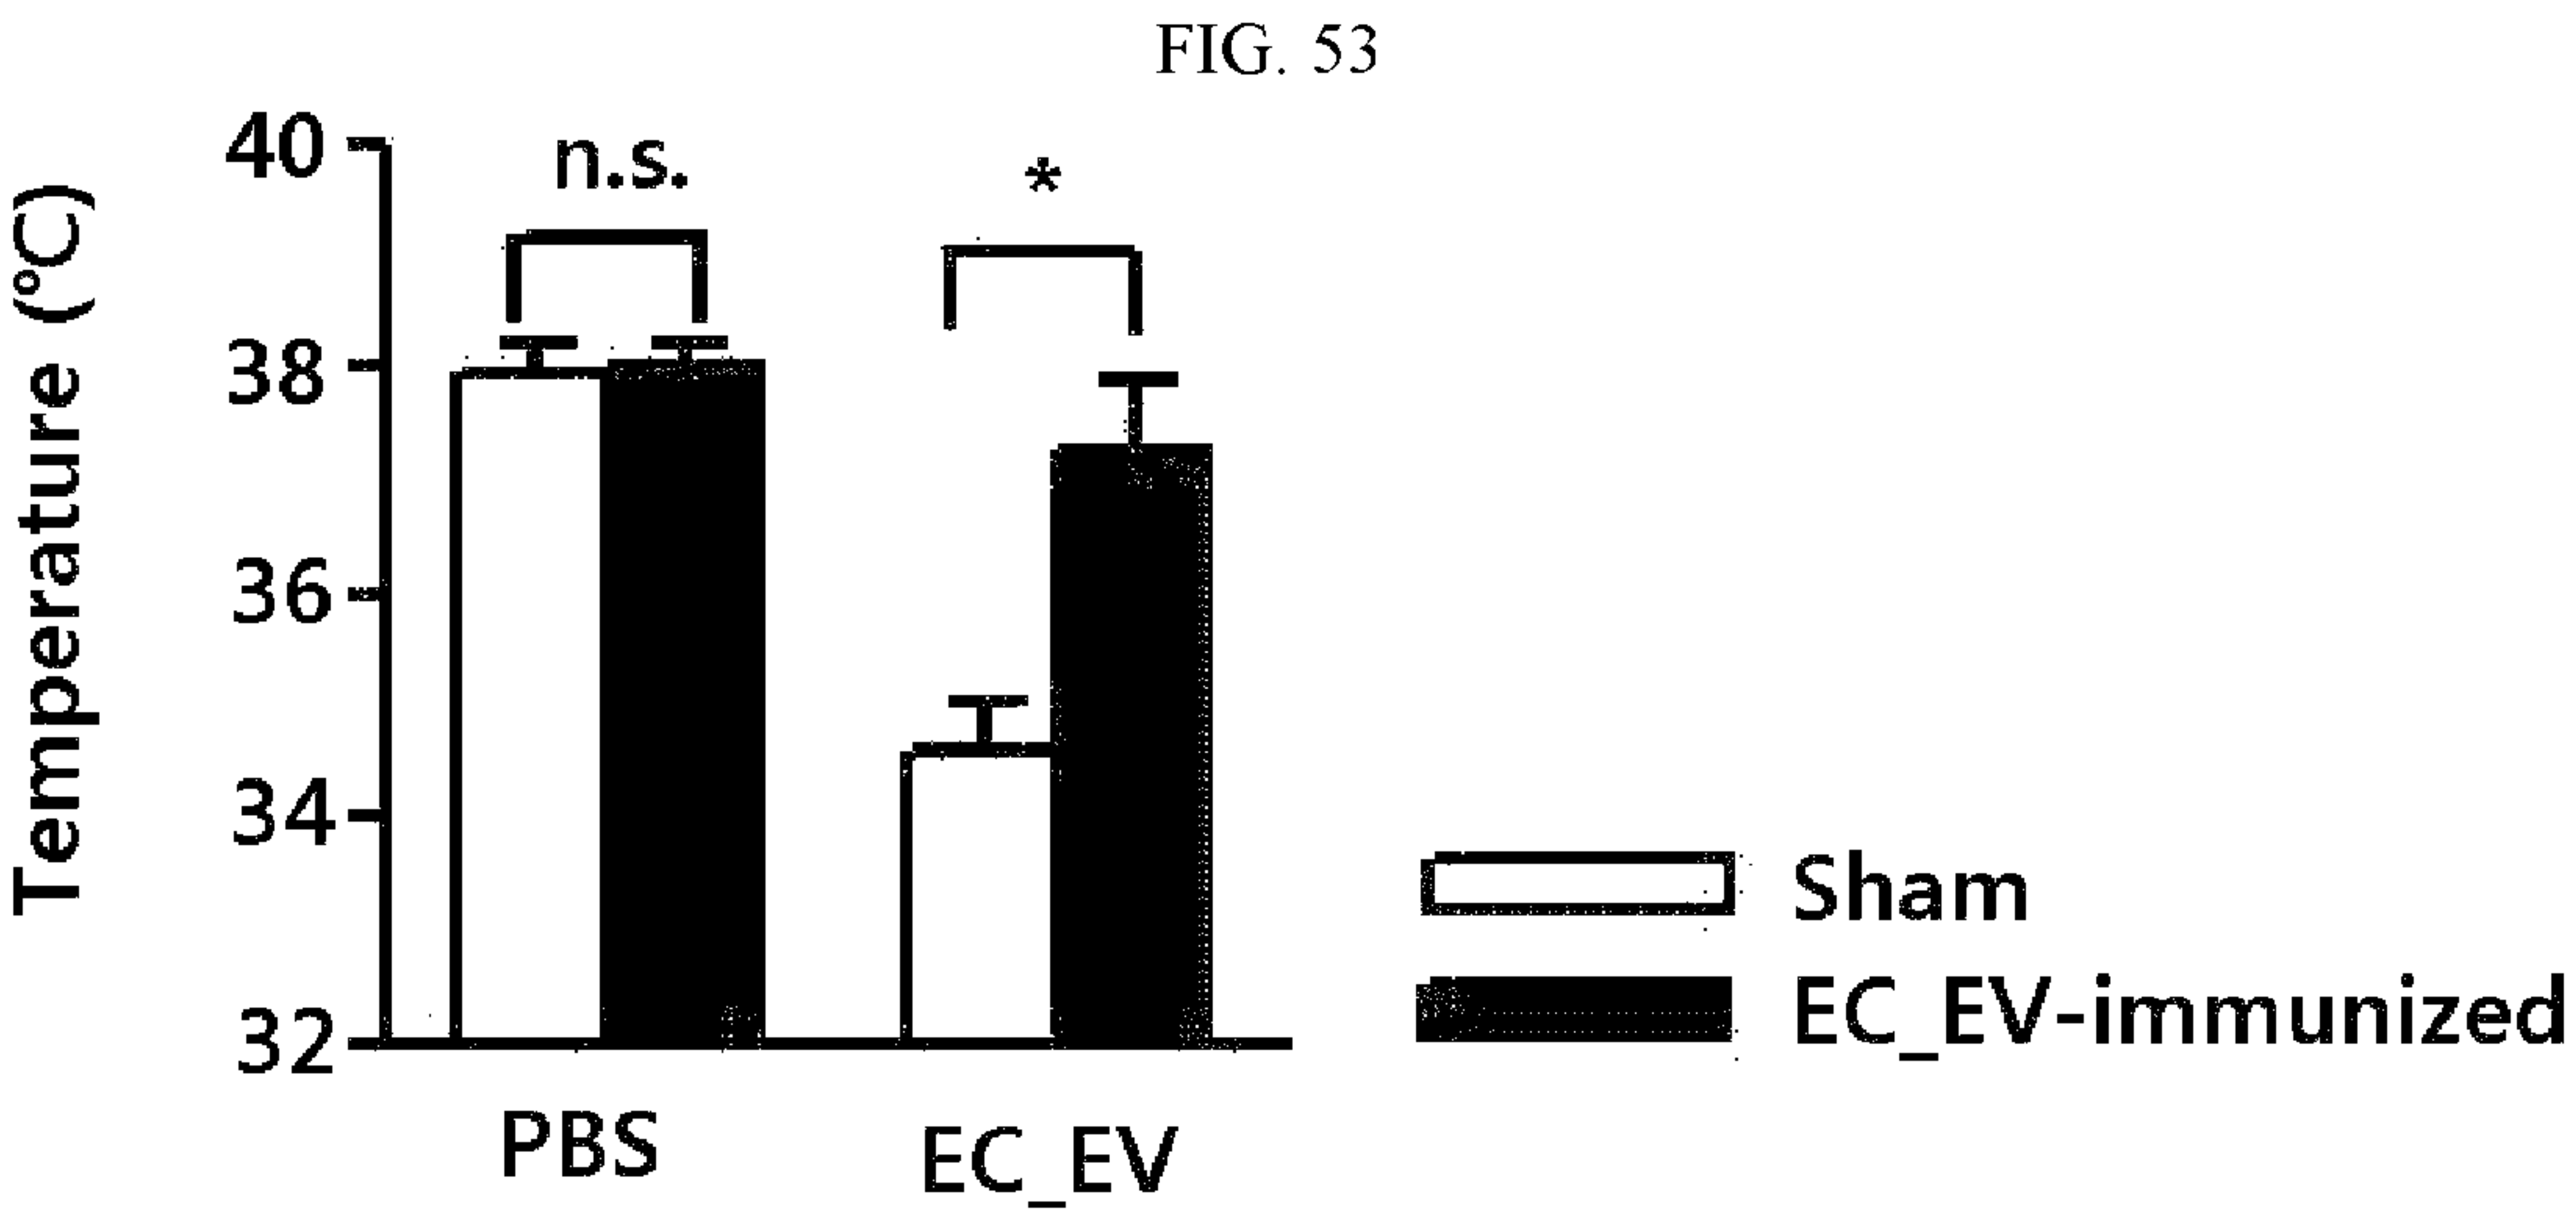 FIG. 53
Temperature (℃)
40
38
36
34
32
n.s.
*
PBS
EC_EV
Sham
EC_EV-immunized